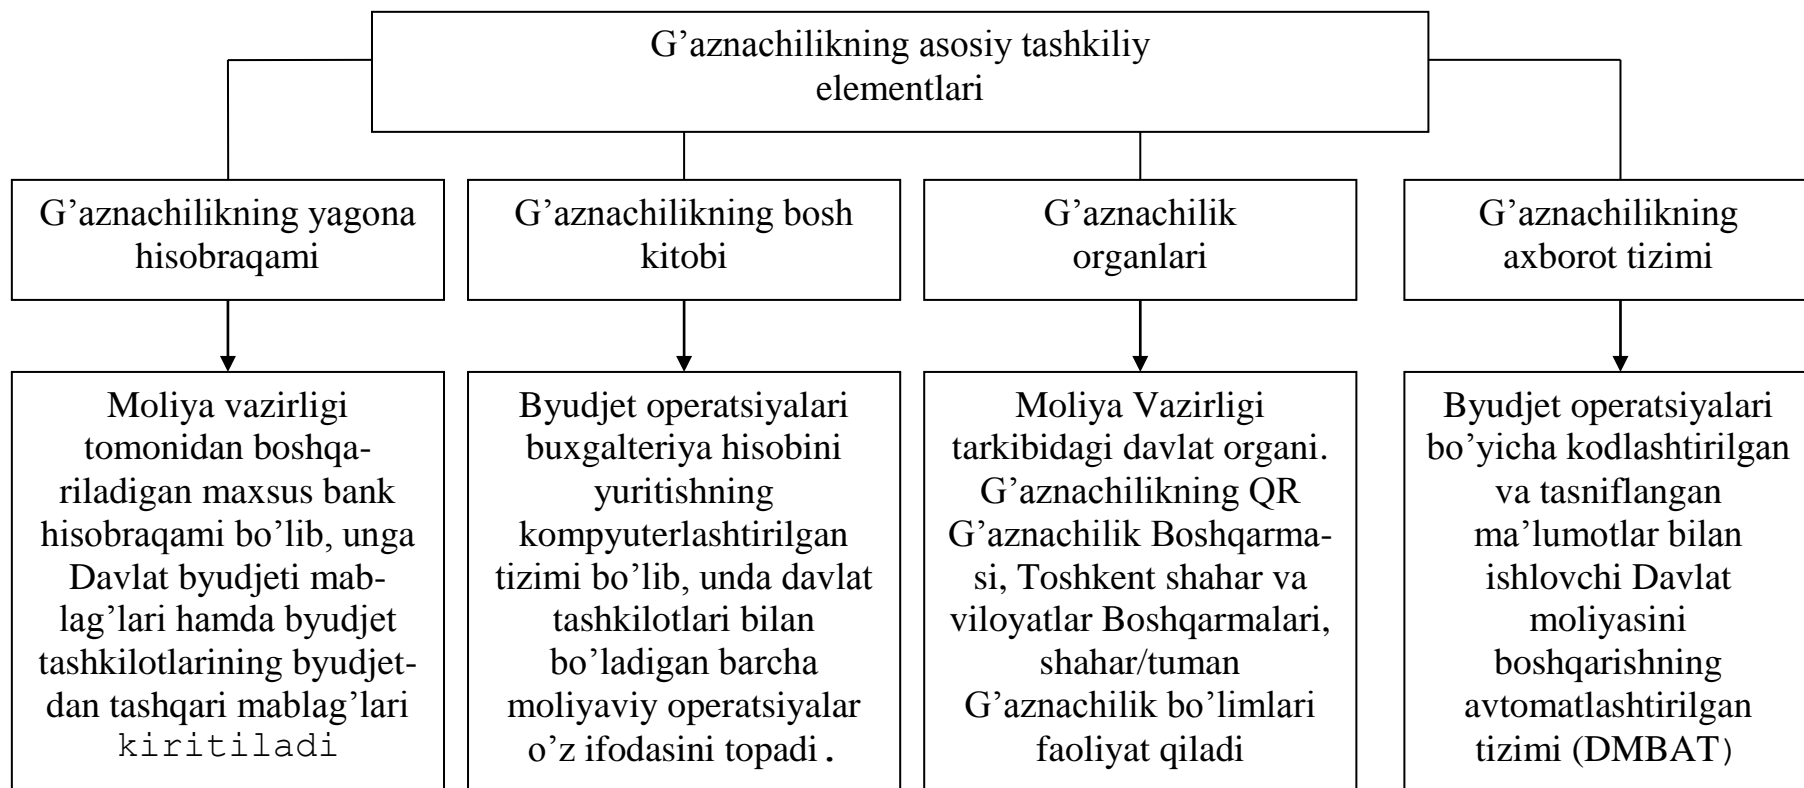 G’aznachilikning asosiy tashkiliy
elementlari
G’aznachilikning yagona
hisobraqami
G’aznachilikning bosh
kitobi
G’aznachilik
organlari
G’aznachilikning
axborot tizimi
Moliya vazirligi
tomonidan boshqa-
riladigan maxsus bank
hisobraqami bo’lib, unga
Davlat byudjeti mab-
lag’lari hamda byudjet
tashkilotlarining byudjet-
dan tashqari mablag’lari
kiritiladi
Byudjet operatsiyalari
buxgalteriya hisobini
yuritishning
kompyuterlashtirilgan
tizimi bo’lib, unda davlat
tashkilotlari bilan
bo’ladigan barcha
moliyaviy operatsiyalar
o’z ifodasini topadi.
Moliya Vazirligi
tarkibidagi davlat organi.
G’aznachilikning QR
G’aznachilik Boshqarma-
si, Toshkent shahar va
viloyatlar Boshqarmalari,
shahar/tuman
G’aznachilik bo’limlari
faoliyat qiladi
Byudjet operatsiyalari
bo’yicha kodlashtirilgan
va tasniflangan
ma’lumotlar bilan
ishlovchi Davlat
moliyasini
boshqarishning
avtomatlashtirilgan
tizimi (DMBAT)